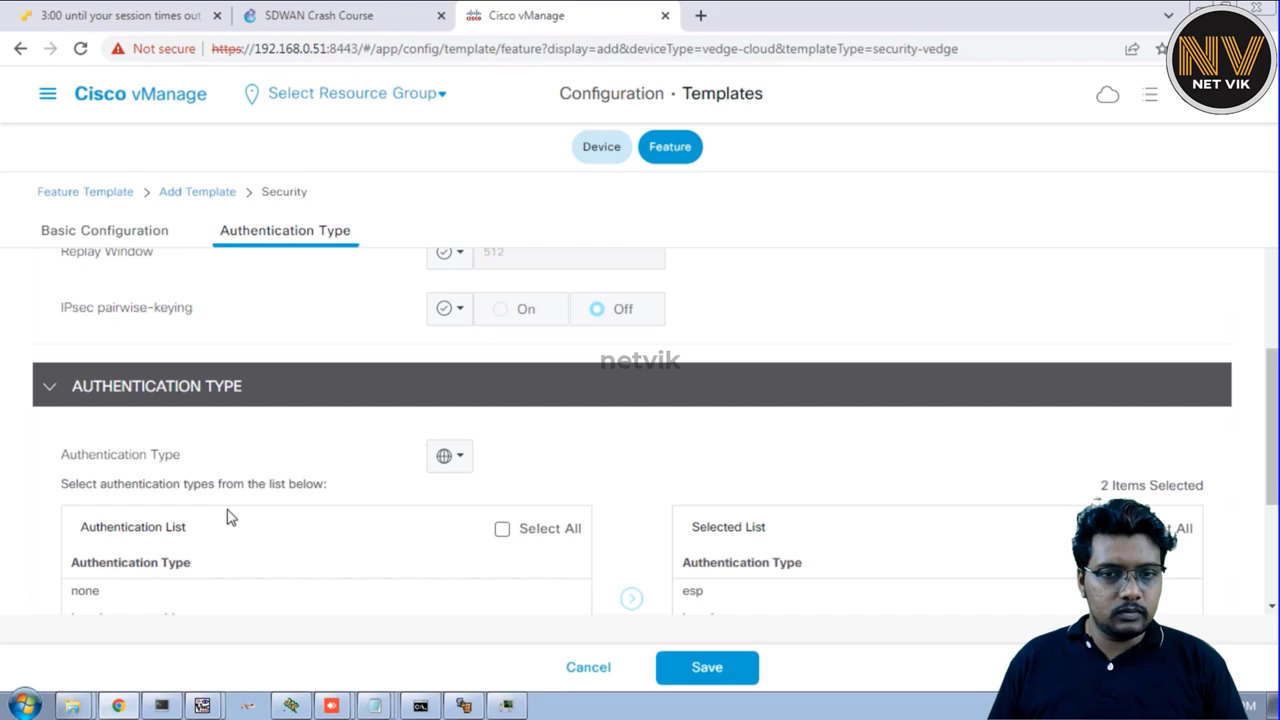 3:00 until your session times out
SDWAN Crash Course
Cisco vManage
Not secure
https://192.168.0.51:8443/#/app/config/template/feature?display=add&deviceType=vedge-cloud&templateType=security-vedge
NV
NET VIK
Cisco vManage
Select Resource Group
Configuration · Templates
Device
Feature
Feature Template > Add Template > Security
Basic Configuration
Authentication Type
Replay Window
512
IPsec pairwise-keying
On
Off
netvik
AUTHENTICATION TYPE
Authentication Type
Select authentication types from the list below:
2 Items Selected
Authentication List
Select All
Selected List
All
Authentication Type
Authentication Type
none
esp
Cancel
Save